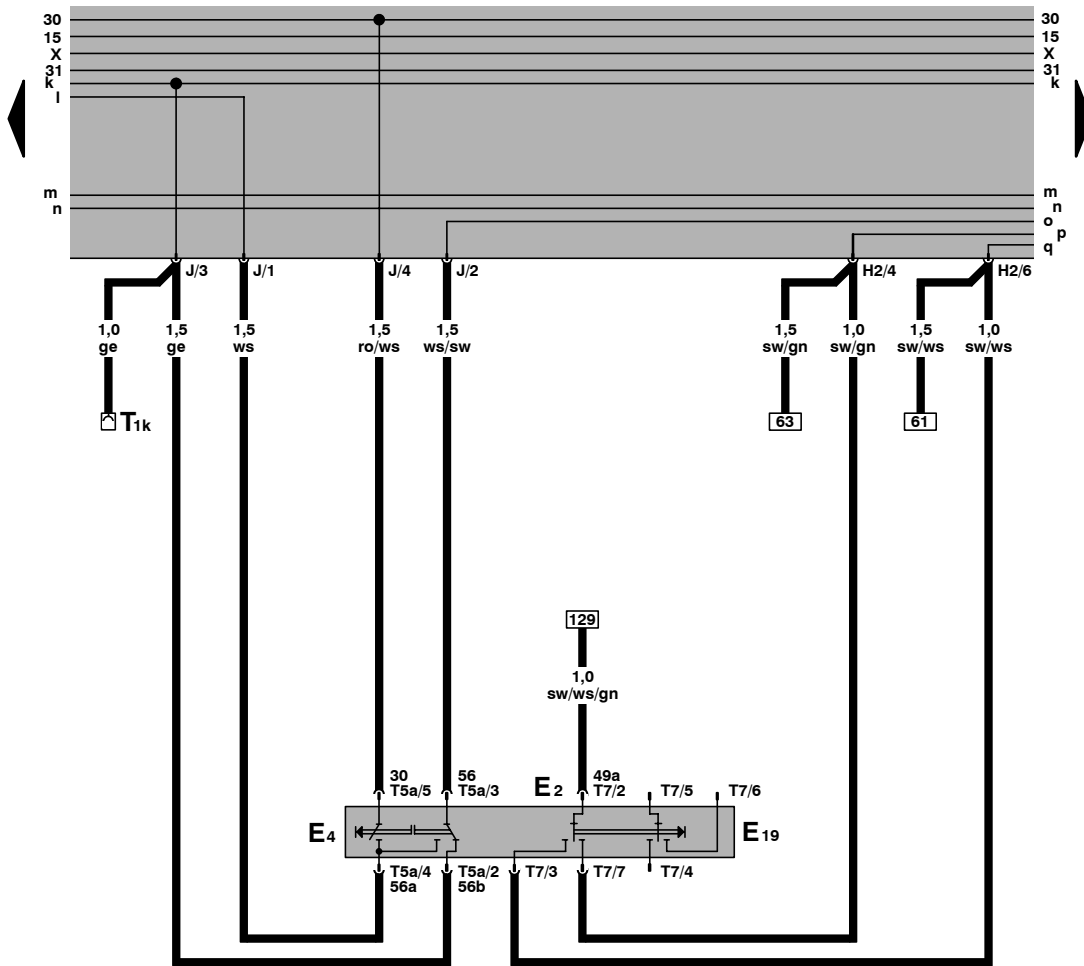 30 30
15 15
X X
31 31
k k
l
m m
n n
o
p
q
J/3 J/1 J/4 J/2 H2/4 H2/6
1,0 1,5 1,5 1,5 1,5 1,5 1,0 1,5 1,0
ge ge ws ro/ws ws/sw sw/gn sw/gn sw/ws sw/ws
T1k 63 61
129
1,0
sw/ws/gn
30 56 49a
T5a/5 T5a/3 E2 T7/2 T7/5 T7/6
E4 E19
T5a/4 T5a/2 T7/3 T7/7 T7/4
56a 56b